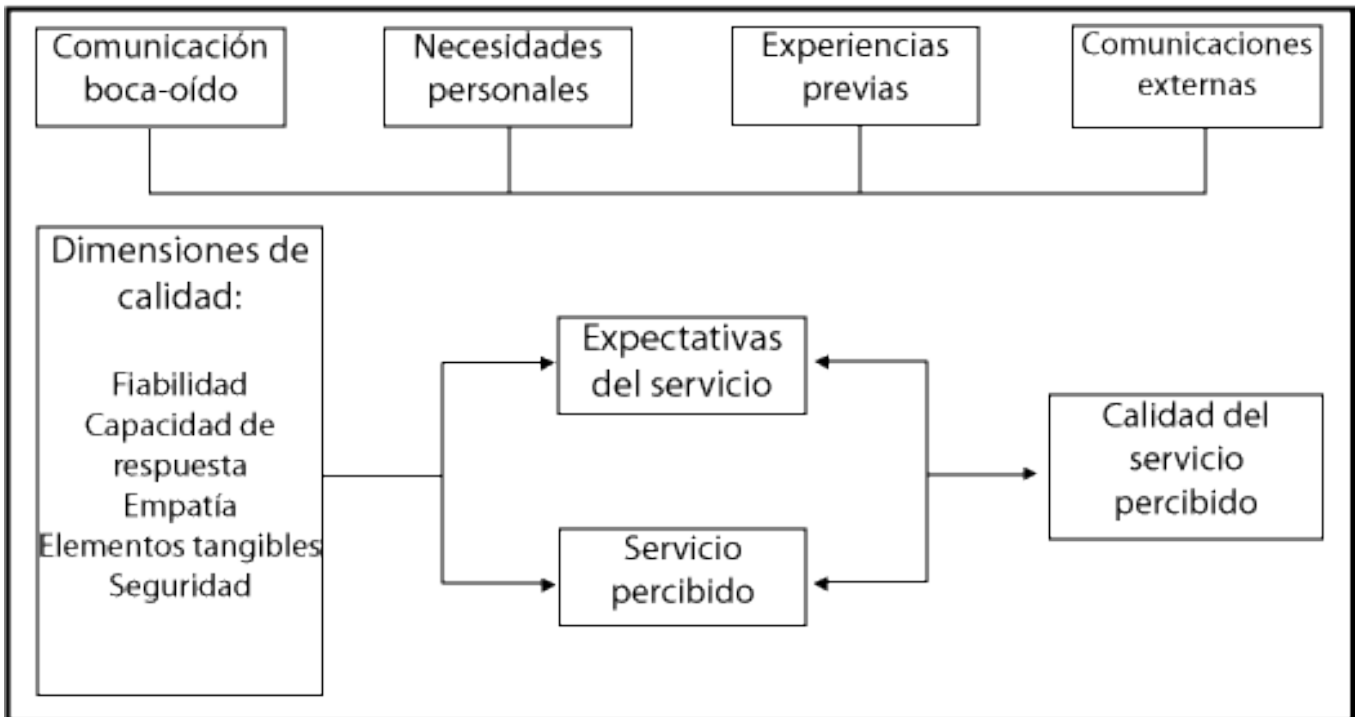 Comunicación
boca-oído
Necesidades
personales
Experiencias
previas
Comunicaciones
externas
Dimensiones de
calidad:
Fiabilidad
Capacidad de
respuesta
Empatía
Elementos tangibles
Seguridad
Expectativas
del servicio
Servicio
percibido
Calidad del
servicio
percibido